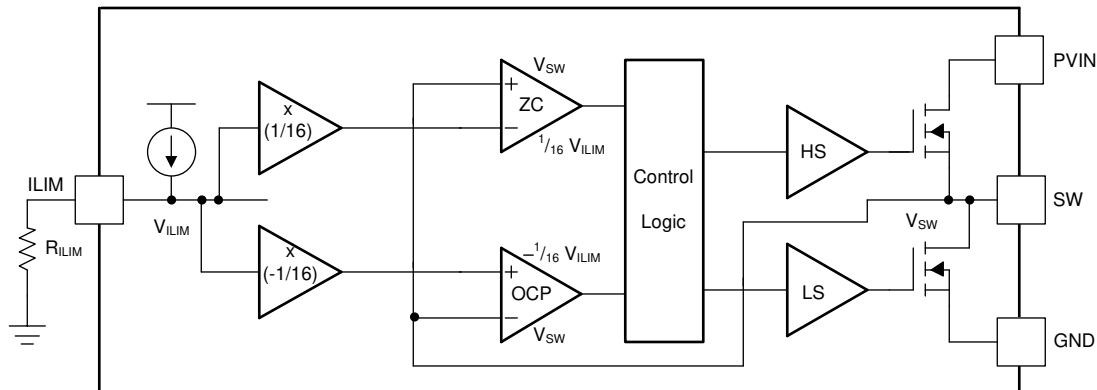 PVIN
V_SW
+
ZC
–
1/16 V_ILIM
x
(1/16)
HS
ILIM
Control
Logic
SW
V_ILIM
V_SW
R_ILIM
x
(-1/16)
–1/16 V_ILIM
+
OCP
–
V_SW
LS
GND